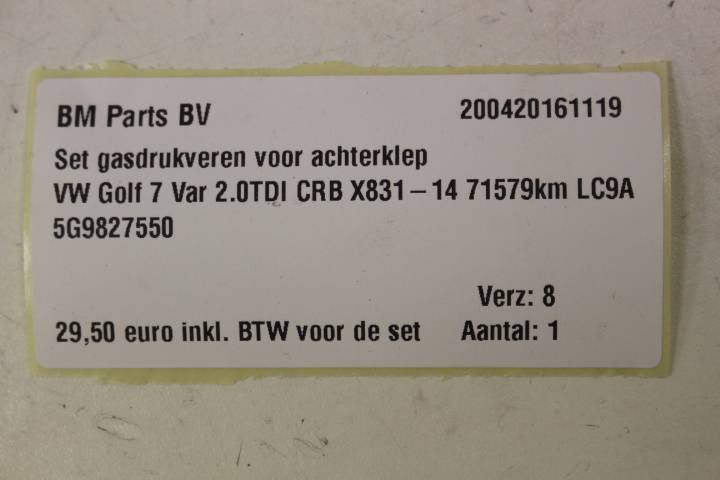 BM Parts BV 200420161119
Set gasdrukveren voor achterklep
VW Golf 7 Var 2.0TDI CRB X831-14 71579km LC9A
5G9827550
Verz: 8
29,50 euro inkl. BTW voor de set Aantal: 1